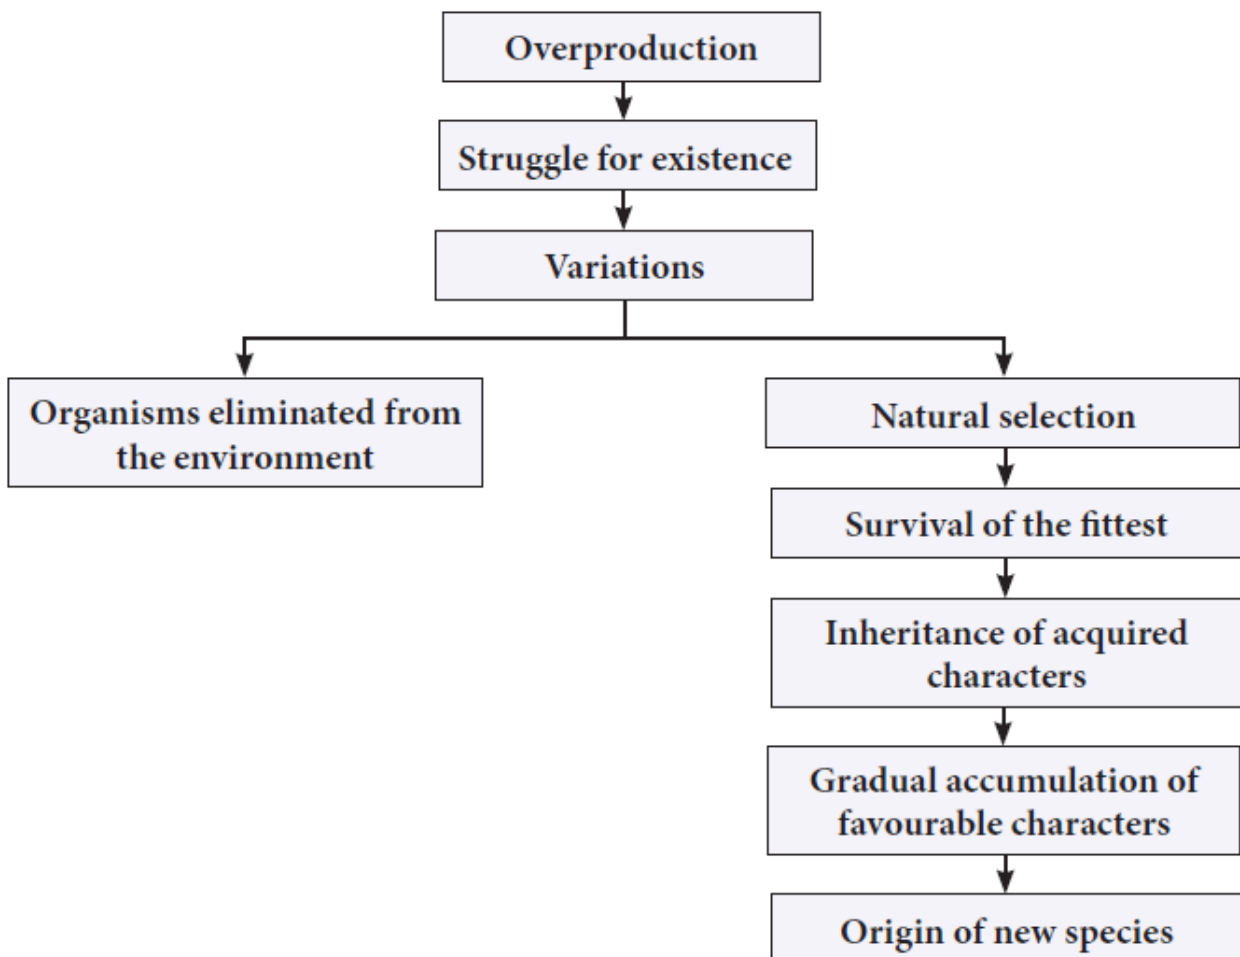 Overproduction
Struggle for existence
Variations
Organisms eliminated from
the environment
Natural selection
Survival of the fittest
Inheritance of acquired
characters
Gradual accumulation of
favourable characters
Origin of new species